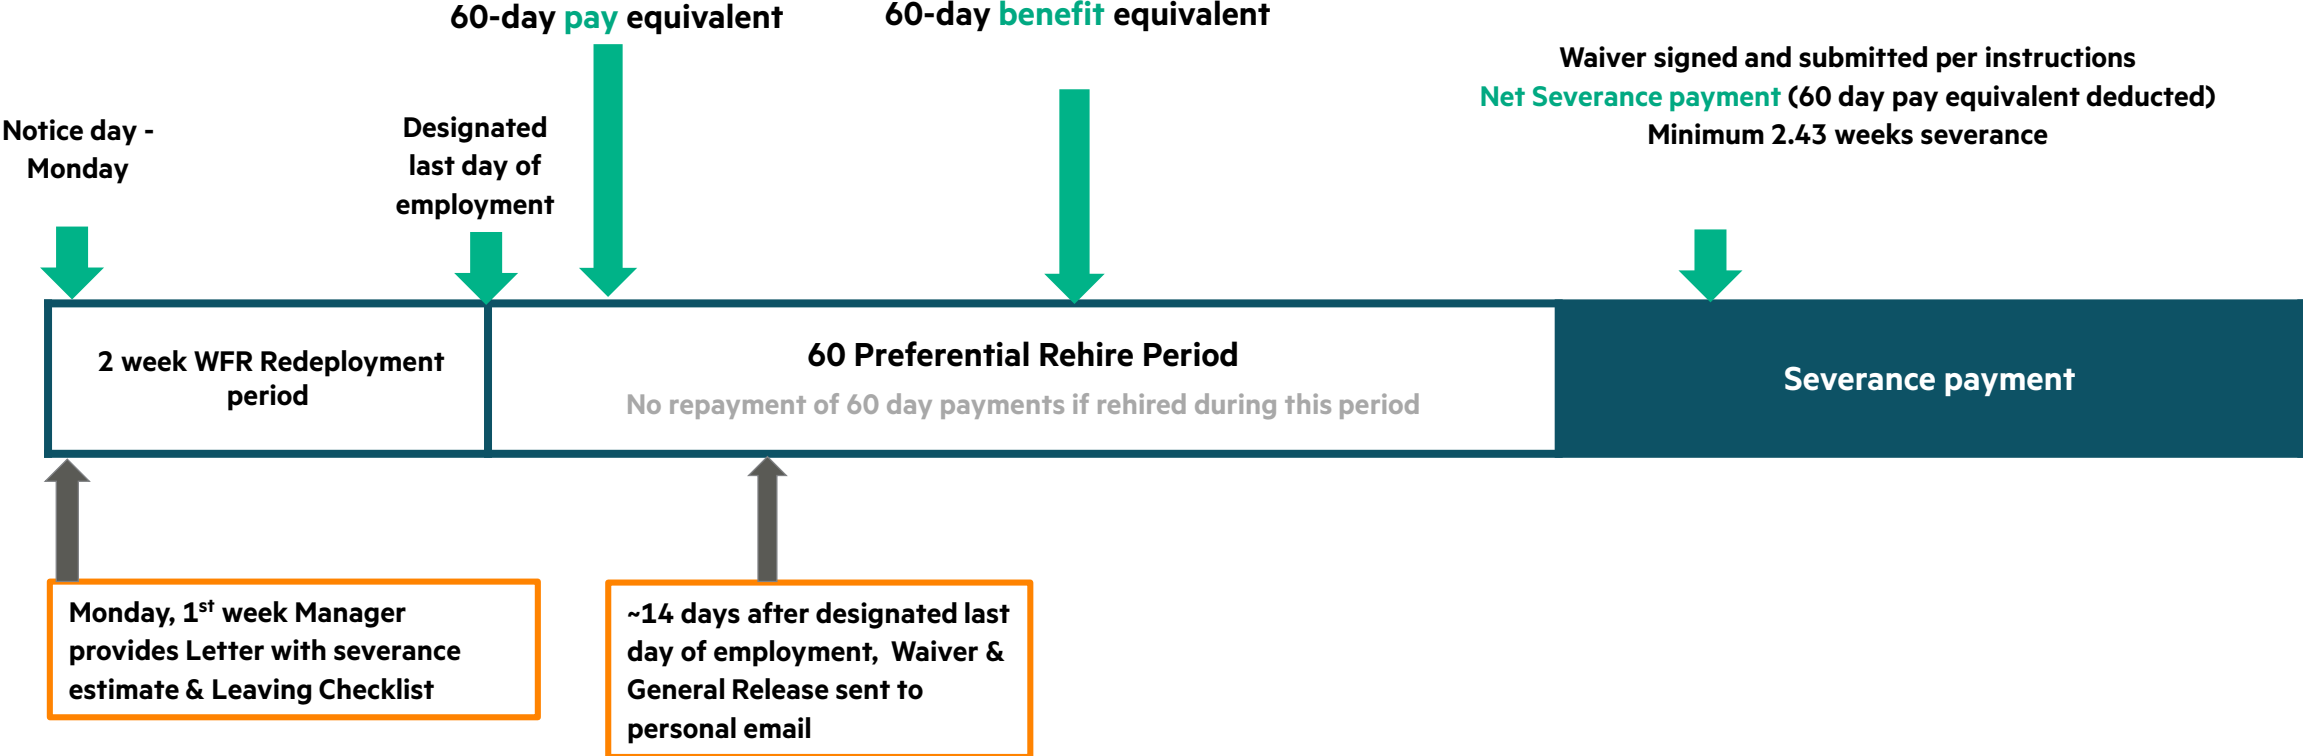 60-day pay equivalent
60-day benefit equivalent
Waiver signed and submitted per instructions
Net Severance payment (60 day pay equivalent deducted)
Minimum 2.43 weeks severance
Notice day -
Monday
Designated
last day of
employment
2 week WFR Redeployment
period
60 Preferential Rehire Period
No repayment of 60 day payments if rehired during this period
Severance payment
Monday, 1st week Manager
provides Letter with severance
estimate & Leaving Checklist
~14 days after designated last
day of employment, Waiver &
General Release sent to
personal email